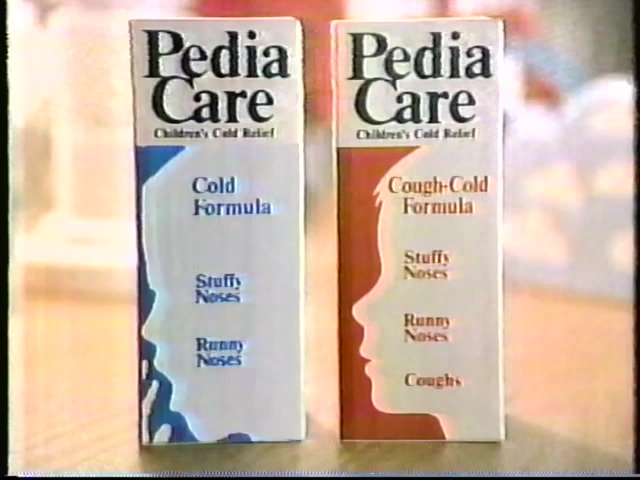 Pedia
Care
Children's Cold Relief
Cold
Formula
Stuffy
Noses
Runny
Noses
Pedia
Care
Children's Cold Relief
Cough-Cold
Formula
Stuffy
Noses
Runny
Noses
Coughs